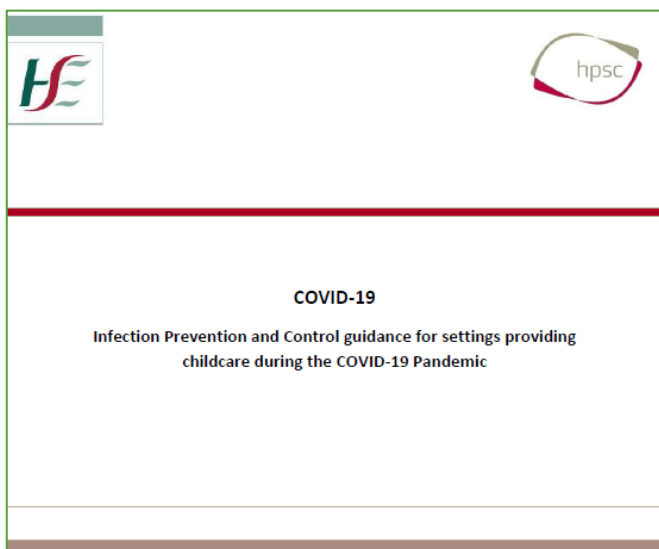 HSE
hpsc
COVID-19
Infection Prevention and Control guidance for settings providing
childcare during the COVID-19 Pandemic